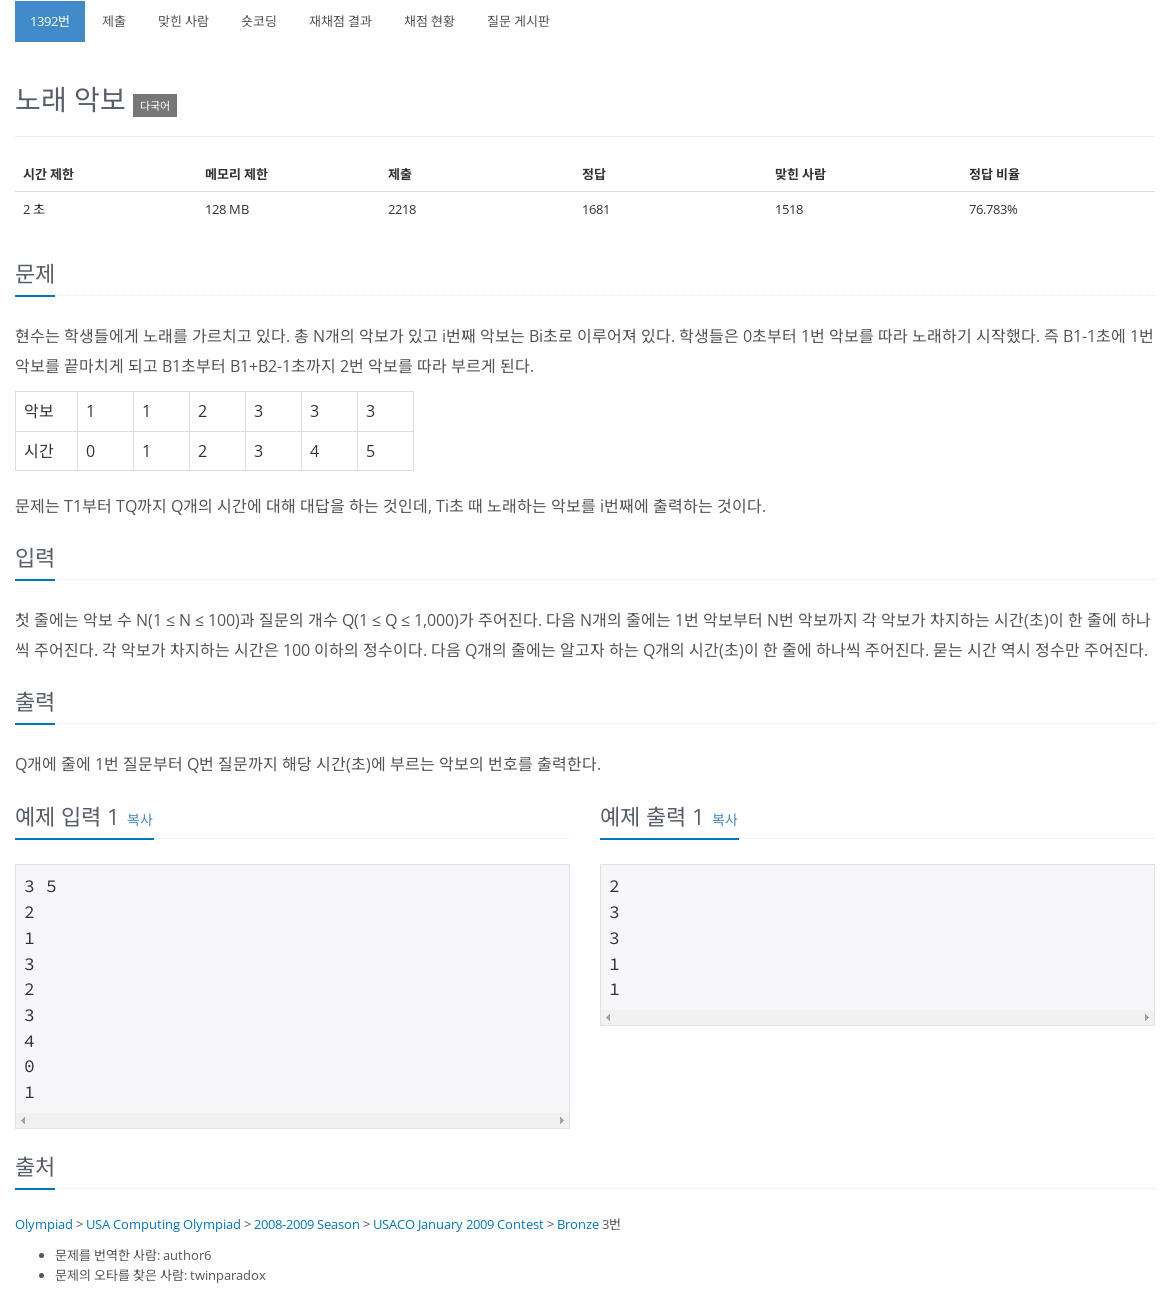 1392번 제출 맞힌 사람 숏코딩 재채점 결과 채점 현황 질문 게시판
노래 악보 다국어
시간 제한 메모리 제한 제출 정답 맞힌 사람 정답 비율
2 초 128 MB 2218 1681 1518 76.783%
문제
현수는 학생들에게 노래를 가르치고 있다. 총 N개의 악보가 있고 i번째 악보는 Bi초로 이루어져 있다. 학생들은 0초부터 1번 악보를 따라 노래하기 시작했다. 즉 B1-1초에 1번
악보를 끝마치게 되고 B1초부터 B1+B2-1초까지 2번 악보를 따라 부르게 된다.
악보 1 1 2 3 3 3
시간 0 1 2 3 4 5
문제는 T1부터 TQ까지 Q개의 시간에 대해 대답을 하는 것인데, Ti초 때 노래하는 악보를 i번째에 출력하는 것이다.
입력
첫 줄에는 악보 수 N(1 ≤ N ≤ 100)과 질문의 개수 Q(1 ≤ Q ≤ 1,000)가 주어진다. 다음 N개의 줄에는 1번 악보부터 N번 악보까지 각 악보가 차지하는 시간(초)이 한 줄에 하나
씩 주어진다. 각 악보가 차지하는 시간은 100 이하의 정수이다. 다음 Q개의 줄에는 알고자 하는 Q개의 시간(초)이 한 줄에 하나씩 주어진다. 묻는 시간 역시 정수만 주어진다.
출력
Q개에 줄에 1번 질문부터 Q번 질문까지 해당 시간(초)에 부르는 악보의 번호를 출력한다.
예제 입력 1 복사
3 5
2
1
3
2
3
4
0
1
예제 출력 1 복사
2
3
3
1
1
출처
Olympiad > USA Computing Olympiad > 2008-2009 Season > USACO January 2009 Contest > Bronze 3번
문제를 번역한 사람: author6
문제의 오타를 찾은 사람: twinparadox